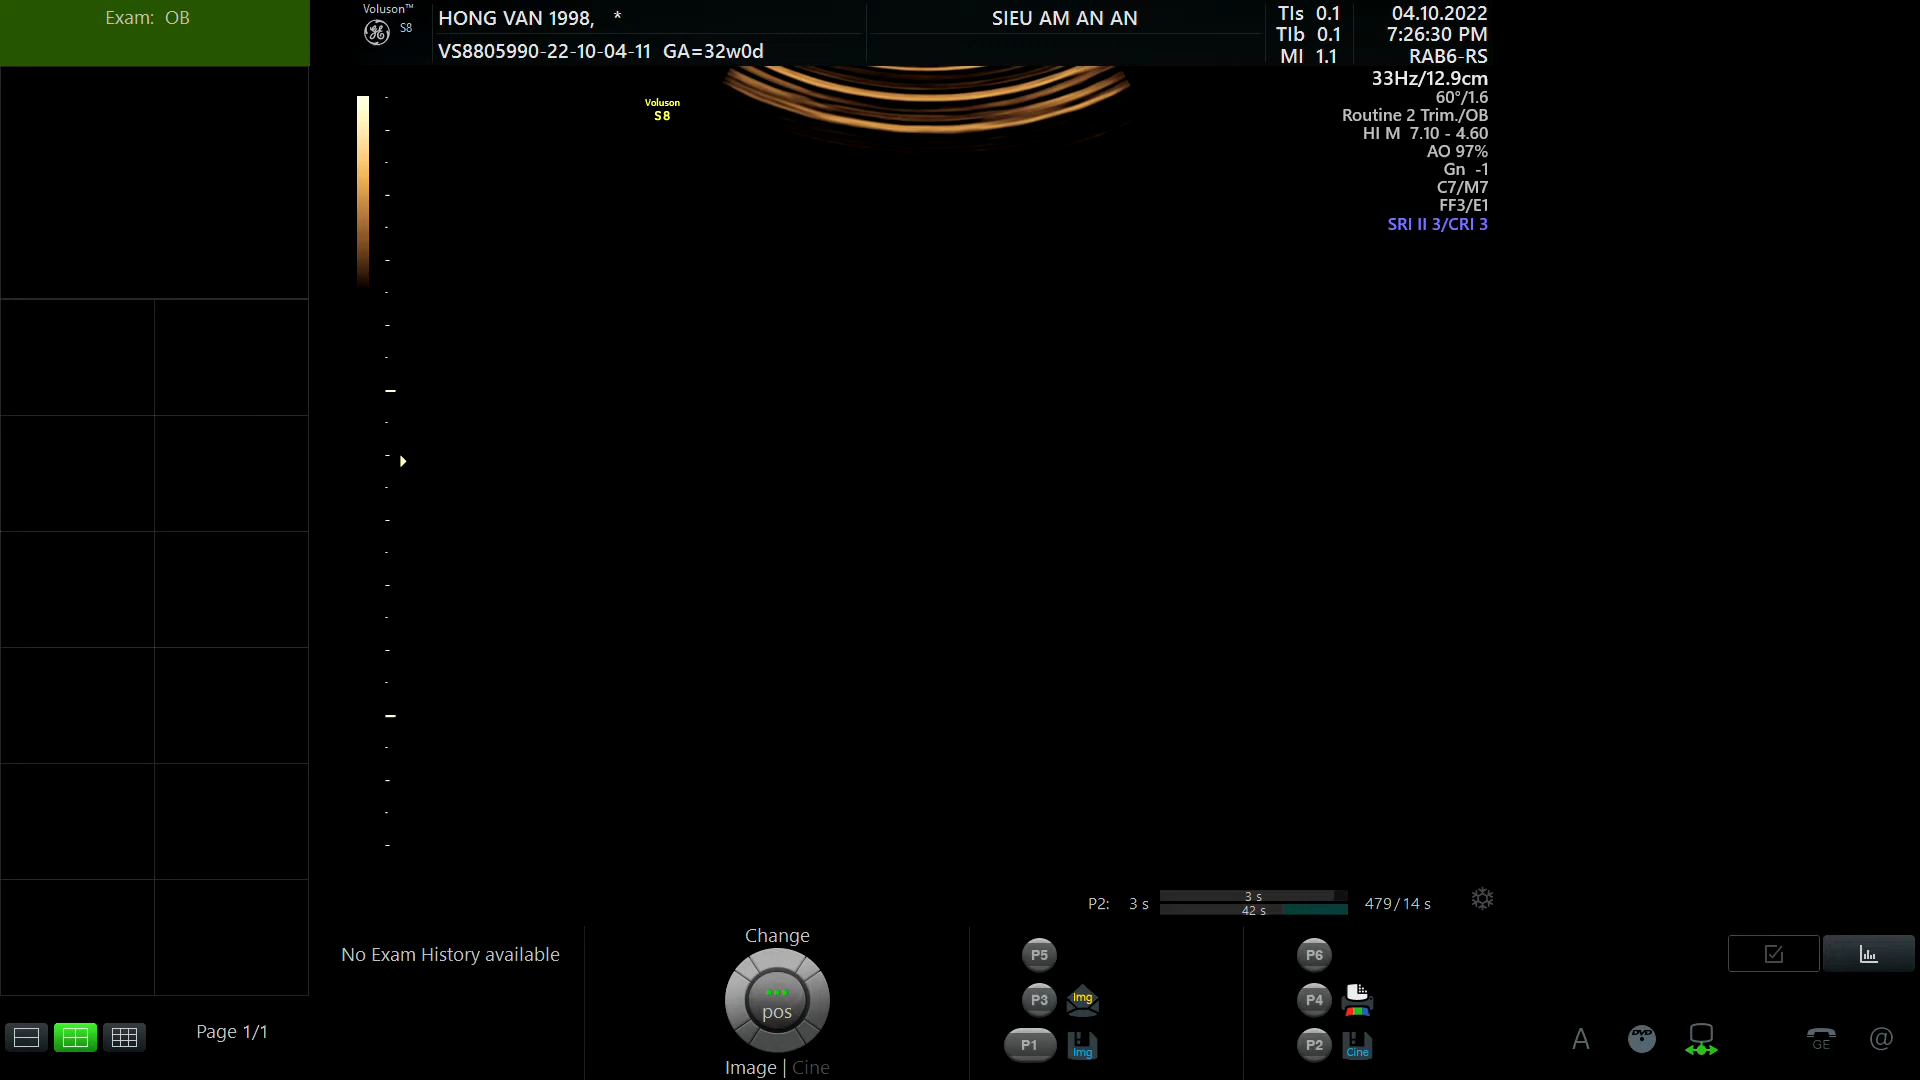 Exam: OB
Voluson™
S8
HONG VAN 1998, *
VS8805990-22-10-04-11 GA=32w0d
SIEU AM AN AN
TIs 0.1
TIb 0.1
MI 1.1
04.10.2022
7:26:30 PM
RAB6-RS
33Hz/12.9cm
60°/1.6
Routine 2 Trim./OB
HI M 7.10 - 4.60
AO 97%
Gn -1
C7/M7
FF3/E1
SRI II 3/CRI 3
Voluson
S8
P2: 3 s
3 s
42 s
479/14 s
No Exam History available
Change
pos
Image | Cine
P5
P3
Img
P1
Img
P6
P4
P2
Cine
Page 1/1
A
DVD
GE
@